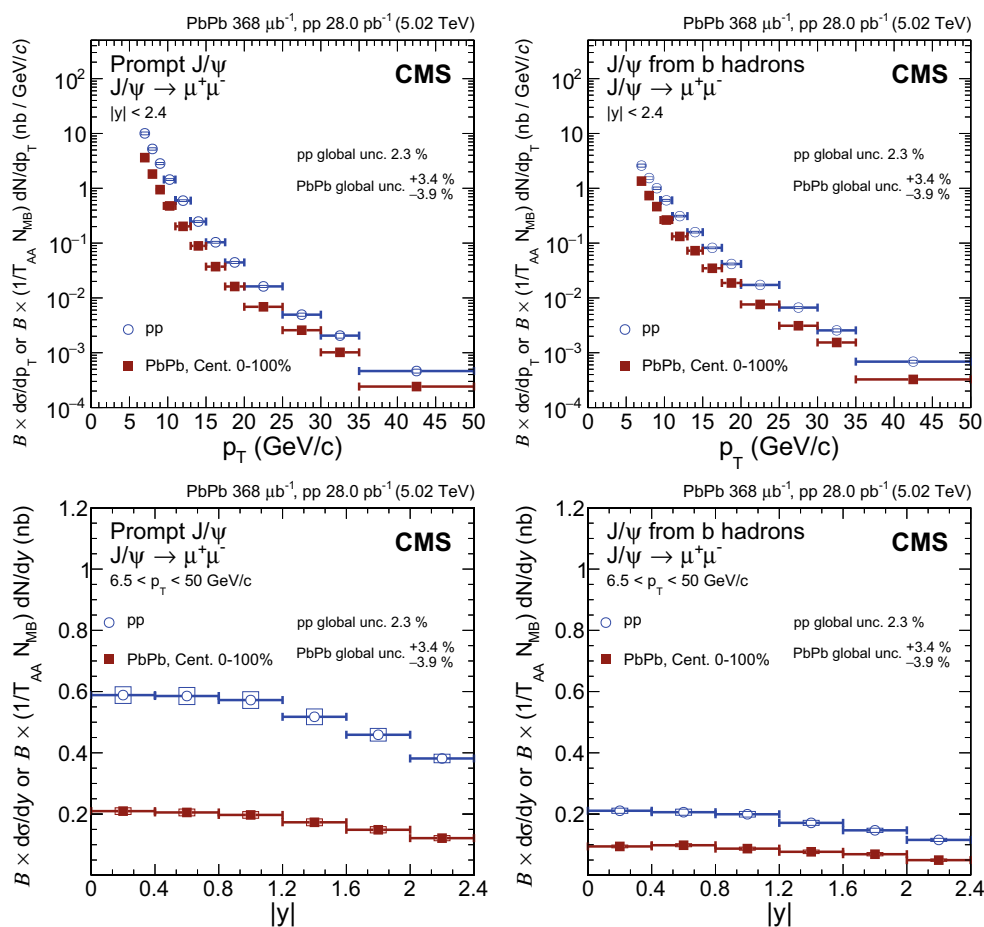 PbPb 368 μb⁻¹, pp 28.0 pb⁻¹ (5.02 TeV)
B × dσ/dp_T or B × (1/T_AA N_MB) dN/dp_T (nb / GeV/c)
10²
10
1
10⁻¹
10⁻²
10⁻³
10⁻⁴
Prompt J/ψ
J/ψ → μ⁺μ⁻
|y| < 2.4
CMS
pp global unc. 2.3 %
PbPb global unc. +3.4 % –3.9 %
pp
PbPb, Cent. 0-100%
0 5 10 15 20 25 30 35 40 45 50
p_T (GeV/c)
PbPb 368 μb⁻¹, pp 28.0 pb⁻¹ (5.02 TeV)
B × dσ/dp_T or B × (1/T_AA N_MB) dN/dp_T (nb / GeV/c)
10²
10
1
10⁻¹
10⁻²
10⁻³
10⁻⁴
J/ψ from b hadrons
J/ψ → μ⁺μ⁻
|y| < 2.4
CMS
pp global unc. 2.3 %
PbPb global unc. +3.4 % –3.9 %
pp
PbPb, Cent. 0-100%
0 5 10 15 20 25 30 35 40 45 50
p_T (GeV/c)
PbPb 368 μb⁻¹, pp 28.0 pb⁻¹ (5.02 TeV)
B × dσ/dy or B × (1/T_AA N_MB) dN/dy (nb)
1.2
1
0.8
0.6
0.4
0.2
Prompt J/ψ
J/ψ → μ⁺μ⁻
6.5 < p_T < 50 GeV/c
CMS
pp
pp global unc. 2.3 %
PbPb, Cent. 0-100%
PbPb global unc. +3.4 % –3.9 %
0 0.4 0.8 1.2 1.6 2 2.4
|y|
PbPb 368 μb⁻¹, pp 28.0 pb⁻¹ (5.02 TeV)
B × dσ/dy or B × (1/T_AA N_MB) dN/dy (nb)
1.2
1
0.8
0.6
0.4
0.2
J/ψ from b hadrons
J/ψ → μ⁺μ⁻
6.5 < p_T < 50 GeV/c
CMS
pp
pp global unc. 2.3 %
PbPb, Cent. 0-100%
PbPb global unc. +3.4 % –3.9 %
0 0.4 0.8 1.2 1.6 2 2.4
|y|